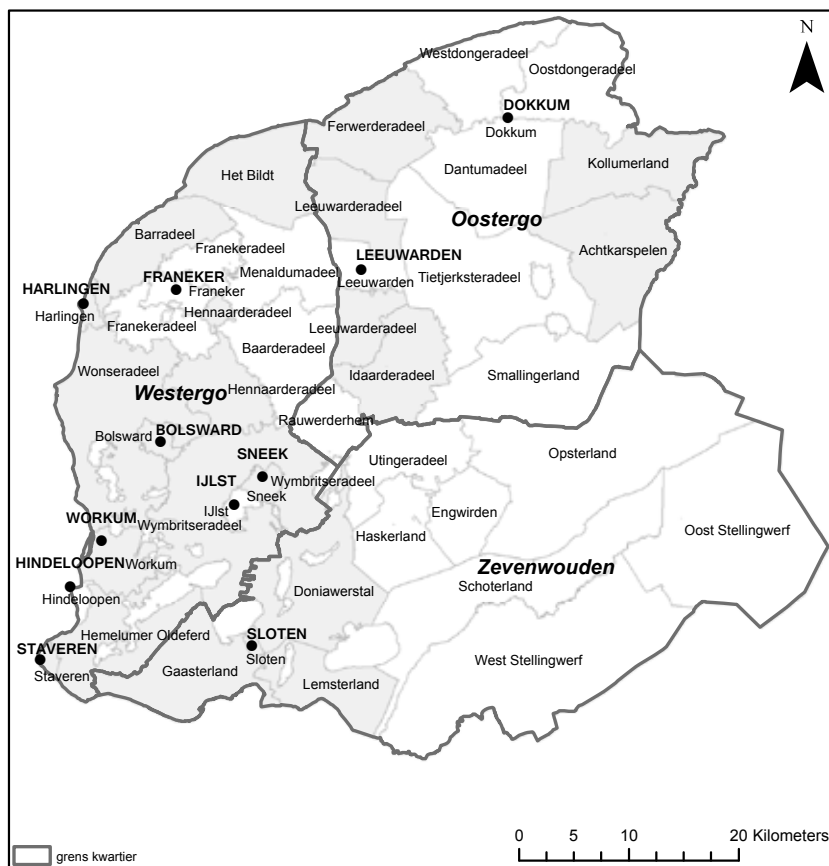 N
Westdongeradeel
Oostdongeradeel
DOKKUM
Ferwerderadeel
Dokkum
Dantumadeel
Kollumerland
Het Bildt
Leeuwarderadeel
Oostergo
Barradeel
Franekeradeel
Achtkarspelen
LEEUWARDEN
Menaldumadeel
Tietjerksteradeel
FRANEKER
Leeuwarden
HARLINGEN
Franeker
Hennaarderadeel
Harlingen
Franekeradeel
Leeuwarderadeel
Baarderadeel
Wonseradeel
Idaarderadeel
Smallingerland
Westergo
Hennaarderadeel
Rauwerderhem
BOLSWARD
Bolsward
SNEEK
Utingeradeel
Opsterland
IJLST
Wymbritseradeel
Sneek
IJlst
Engwirden
WORKUM
Wymbritseradeel
Oost Stellingwerf
Haskerland
HINDELOOPEN
Workum
Zevenwouden
Schoterland
Hindeloopen
Doniawerstal
Hemelumer Oldeferd
SLOTEN
STAVEREN
Sloten
West Stellingwerf
Staveren
Gaasterland
Lemsterland
0 5 10 20 Kilometers
grens kwartier